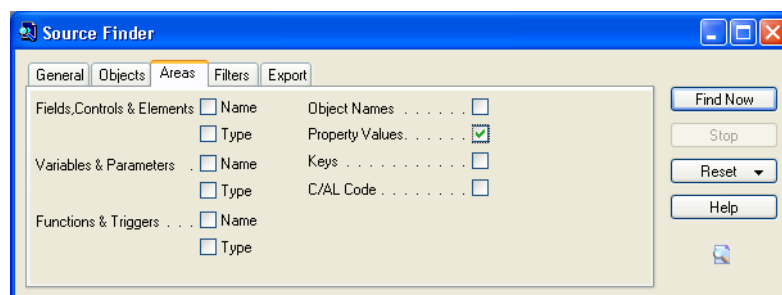 Source Finder
General Objects Areas Filters Export
Fields,Controls & Elements Name Object Names . . . . . . Find Now
Type Property Values. . . . . . Stop
Variables & Parameters . Name Keys . . . . . . . . . . . Reset
Type C/AL Code . . . . . . . . Help
Functions & Triggers . . . Name
Type